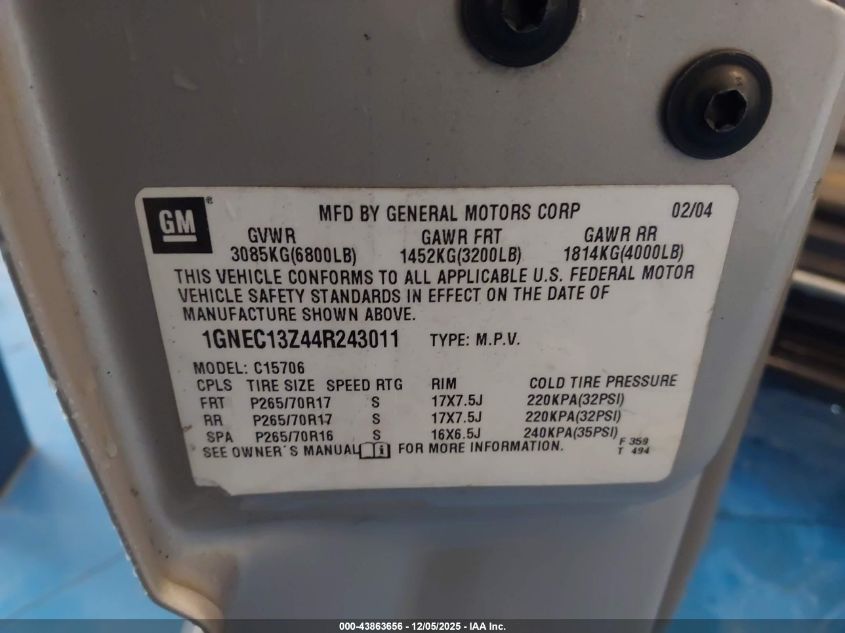 GM ® MFD BY GENERAL MOTORS CORP 02/04
GVWR GAWR FRT GAWR RR
3085KG(6800LB) 1452KG(3200LB) 1814KG(4000LB)
THIS VEHICLE CONFORMS TO ALL APPLICABLE U.S. FEDERAL MOTOR
VEHICLE SAFETY STANDARDS IN EFFECT ON THE DATE OF
MANUFACTURE SHOWN ABOVE.
1GNEC13Z44R243011 TYPE: M.P.V.
MODEL: C15706
CPLS TIRE SIZE SPEED RTG RIM COLD TIRE PRESSURE
FRT P265/70R17 S 17X7.5J 220KPA(32PSI)
RR P265/70R17 S 17X7.5J 220KPA(32PSI)
SPA P265/70R16 S 16X6.5J 240KPA(35PSI)
SEE OWNER'S MANUAL i FOR MORE INFORMATION.
F 359
T 494
000-43863656 - 12/05/2025 - IAA Inc.